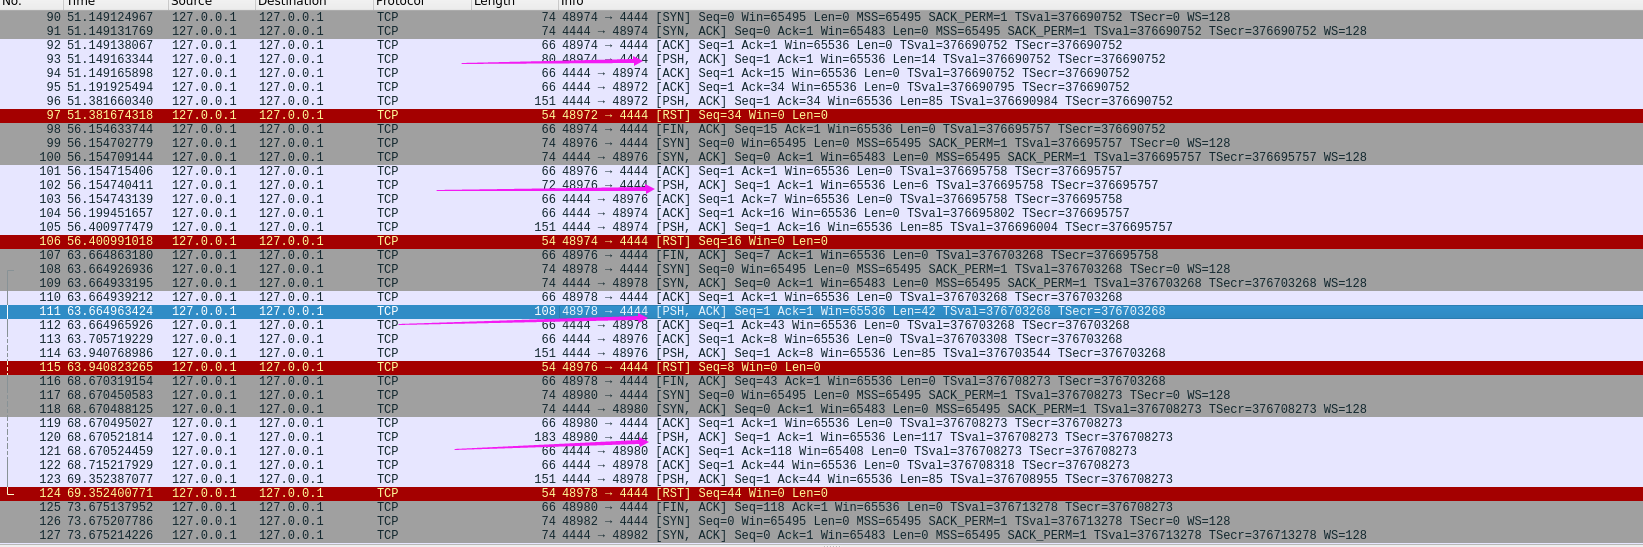 No. Time Source Destination Protocol Length Info
90 51.149124967 127.0.0.1 127.0.0.1 TCP 74 48974 → 4444 [SYN] Seq=0 Win=65495 Len=0 MSS=65495 SACK_PERM=1 TSval=376690752 TSecr=0 WS=128
91 51.149131769 127.0.0.1 127.0.0.1 TCP 74 4444 → 48974 [SYN, ACK] Seq=0 Ack=1 Win=65483 Len=0 MSS=65495 SACK_PERM=1 TSval=376690752 TSecr=376690752 WS=128
92 51.149138067 127.0.0.1 127.0.0.1 TCP 66 48974 → 4444 [ACK] Seq=1 Ack=1 Win=65536 Len=0 TSval=376690752 TSecr=376690752
93 51.149163344 127.0.0.1 127.0.0.1 TCP 80 48974 → 4444 [PSH, ACK] Seq=1 Ack=1 Win=65536 Len=14 TSval=376690752 TSecr=376690752
94 51.149165898 127.0.0.1 127.0.0.1 TCP 66 4444 → 48974 [ACK] Seq=1 Ack=15 Win=65536 Len=0 TSval=376690752 TSecr=376690752
95 51.191925494 127.0.0.1 127.0.0.1 TCP 66 4444 → 48972 [ACK] Seq=1 Ack=34 Win=65536 Len=0 TSval=376690795 TSecr=376690752
96 51.381660340 127.0.0.1 127.0.0.1 TCP 151 4444 → 48972 [PSH, ACK] Seq=1 Ack=34 Win=65536 Len=85 TSval=376690984 TSecr=376690752
97 51.381674318 127.0.0.1 127.0.0.1 TCP 54 48972 → 4444 [RST] Seq=34 Win=0 Len=0
98 56.154633744 127.0.0.1 127.0.0.1 TCP 66 48974 → 4444 [FIN, ACK] Seq=15 Ack=1 Win=65536 Len=0 TSval=376695757 TSecr=376690752
99 56.154702779 127.0.0.1 127.0.0.1 TCP 74 48976 → 4444 [SYN] Seq=0 Win=65495 Len=0 MSS=65495 SACK_PERM=1 TSval=376695757 TSecr=0 WS=128
100 56.154709144 127.0.0.1 127.0.0.1 TCP 74 4444 → 48976 [SYN, ACK] Seq=0 Ack=1 Win=65483 Len=0 MSS=65495 SACK_PERM=1 TSval=376695757 TSecr=376695757 WS=128
101 56.154715406 127.0.0.1 127.0.0.1 TCP 66 48976 → 4444 [ACK] Seq=1 Ack=1 Win=65536 Len=0 TSval=376695758 TSecr=376695757
102 56.154740411 127.0.0.1 127.0.0.1 TCP 72 48976 → 4444 [PSH, ACK] Seq=1 Ack=1 Win=65536 Len=6 TSval=376695758 TSecr=376695757
103 56.154743139 127.0.0.1 127.0.0.1 TCP 66 4444 → 48976 [ACK] Seq=1 Ack=7 Win=65536 Len=0 TSval=376695758 TSecr=376695758
104 56.199451657 127.0.0.1 127.0.0.1 TCP 66 4444 → 48974 [ACK] Seq=1 Ack=16 Win=65536 Len=0 TSval=376695802 TSecr=376695757
105 56.400977479 127.0.0.1 127.0.0.1 TCP 151 4444 → 48974 [PSH, ACK] Seq=1 Ack=16 Win=65536 Len=85 TSval=376696004 TSecr=376695757
106 56.400991018 127.0.0.1 127.0.0.1 TCP 54 48974 → 4444 [RST] Seq=16 Win=0 Len=0
107 63.664863180 127.0.0.1 127.0.0.1 TCP 66 48976 → 4444 [FIN, ACK] Seq=7 Ack=1 Win=65536 Len=0 TSval=376703268 TSecr=376695758
108 63.664926936 127.0.0.1 127.0.0.1 TCP 74 48978 → 4444 [SYN] Seq=0 Win=65495 Len=0 MSS=65495 SACK_PERM=1 TSval=376703268 TSecr=0 WS=128
109 63.664933195 127.0.0.1 127.0.0.1 TCP 74 4444 → 48978 [SYN, ACK] Seq=0 Ack=1 Win=65483 Len=0 MSS=65495 SACK_PERM=1 TSval=376703268 TSecr=376703268 WS=128
110 63.664939212 127.0.0.1 127.0.0.1 TCP 66 48978 → 4444 [ACK] Seq=1 Ack=1 Win=65536 Len=0 TSval=376703268 TSecr=376703268
111 63.664963424 127.0.0.1 127.0.0.1 TCP 108 48978 → 4444 [PSH, ACK] Seq=1 Ack=1 Win=65536 Len=42 TSval=376703268 TSecr=376703268
112 63.664965926 127.0.0.1 127.0.0.1 TCP 66 4444 → 48978 [ACK] Seq=1 Ack=43 Win=65536 Len=0 TSval=376703268 TSecr=376703268
113 63.705719229 127.0.0.1 127.0.0.1 TCP 66 4444 → 48976 [ACK] Seq=1 Ack=8 Win=65536 Len=0 TSval=376703308 TSecr=376703268
114 63.940768986 127.0.0.1 127.0.0.1 TCP 151 4444 → 48976 [PSH, ACK] Seq=1 Ack=8 Win=65536 Len=85 TSval=376703544 TSecr=376703268
115 63.940823265 127.0.0.1 127.0.0.1 TCP 54 48976 → 4444 [RST] Seq=8 Win=0 Len=0
116 68.670319154 127.0.0.1 127.0.0.1 TCP 66 48978 → 4444 [FIN, ACK] Seq=43 Ack=1 Win=65536 Len=0 TSval=376708273 TSecr=376703268
117 68.670450583 127.0.0.1 127.0.0.1 TCP 74 48980 → 4444 [SYN] Seq=0 Win=65495 Len=0 MSS=65495 SACK_PERM=1 TSval=376708273 TSecr=0 WS=128
118 68.670488125 127.0.0.1 127.0.0.1 TCP 74 4444 → 48980 [SYN, ACK] Seq=0 Ack=1 Win=65483 Len=0 MSS=65495 SACK_PERM=1 TSval=376708273 TSecr=376708273 WS=128
119 68.670495027 127.0.0.1 127.0.0.1 TCP 66 48980 → 4444 [ACK] Seq=1 Ack=1 Win=65536 Len=0 TSval=376708273 TSecr=376708273
120 68.670521814 127.0.0.1 127.0.0.1 TCP 183 48980 → 4444 [PSH, ACK] Seq=1 Ack=1 Win=65536 Len=117 TSval=376708273 TSecr=376708273
121 68.670524459 127.0.0.1 127.0.0.1 TCP 66 4444 → 48980 [ACK] Seq=1 Ack=118 Win=65408 Len=0 TSval=376708273 TSecr=376708273
122 68.715217929 127.0.0.1 127.0.0.1 TCP 66 4444 → 48978 [ACK] Seq=1 Ack=44 Win=65536 Len=0 TSval=376708318 TSecr=376708273
123 69.352387077 127.0.0.1 127.0.0.1 TCP 151 4444 → 48978 [PSH, ACK] Seq=1 Ack=44 Win=65536 Len=85 TSval=376708955 TSecr=376708273
124 69.352400771 127.0.0.1 127.0.0.1 TCP 54 48978 → 4444 [RST] Seq=44 Win=0 Len=0
125 73.675137952 127.0.0.1 127.0.0.1 TCP 66 48980 → 4444 [FIN, ACK] Seq=118 Ack=1 Win=65536 Len=0 TSval=376713278 TSecr=376708273
126 73.675207786 127.0.0.1 127.0.0.1 TCP 74 48982 → 4444 [SYN] Seq=0 Win=65495 Len=0 MSS=65495 SACK_PERM=1 TSval=376713278 TSecr=0 WS=128
127 73.675214226 127.0.0.1 127.0.0.1 TCP 74 4444 → 48982 [SYN, ACK] Seq=0 Ack=1 Win=65483 Len=0 MSS=65495 SACK_PERM=1 TSval=376713278 TSecr=376713278 WS=128